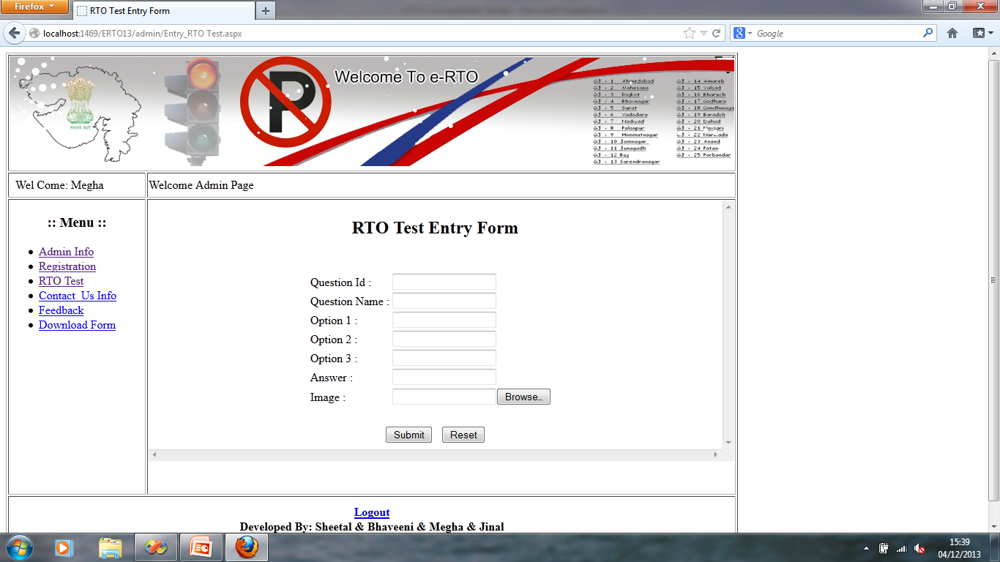 Firefox
RTO Test Entry Form
localhost:1469/ERTO13/admin/Entry_RTO Test.aspx
Google
Welcome To e-RTO
GJ - 1 Ahmedabad
GJ - 2 Mahesana
GJ - 3 Rajkot
GJ - 4 Bhavnagar
GJ - 5 Surat
GJ - 6 Vadodara
GJ - 7 Nadiyad
GJ - 8 Palanpur
GJ - 9 Himmatnagar
GJ - 10 Jamnagar
GJ - 11 Junagadh
GJ - 12 Buj
GJ - 13 Surendranagar
GJ - 14 Amareli
GJ - 15 Valsad
GJ - 16 Bharuch
GJ - 17 Godhara
GJ - 18 Gandhinaga
GJ - 19 Baradoli
GJ - 20 Dahod
GJ - 21 Navsari
GJ - 22 Narmada
GJ - 23 Anand
GJ - 24 Patan
GJ - 25 Porbandar
P
सत्यमेव जयते
Wel Come: Megha
Welcome Admin Page
:: Menu ::
Admin Info
Registration
RTO Test
Contact_Us Info
Feedback
Download Form
RTO Test Entry Form
Question Id :
Question Name :
Option 1 :
Option 2 :
Option 3 :
Answer :
Image :
Browse..
Submit
Reset
Logout
Developed By: Sheetal & Bhaveeni & Megha & Jinal
15:39
04/12/2013